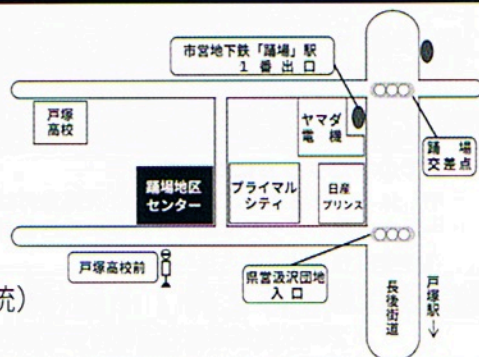 市営地下鉄「踊場」駅
1番出口
戸塚
高校
ヤマダ
電機
踊場
交差点
踊場地区
センター
プライマル
シティ
日産
プリンス
戸塚高校前
県営汲沢団地
入口
長後街道
戸塚駅→
流)